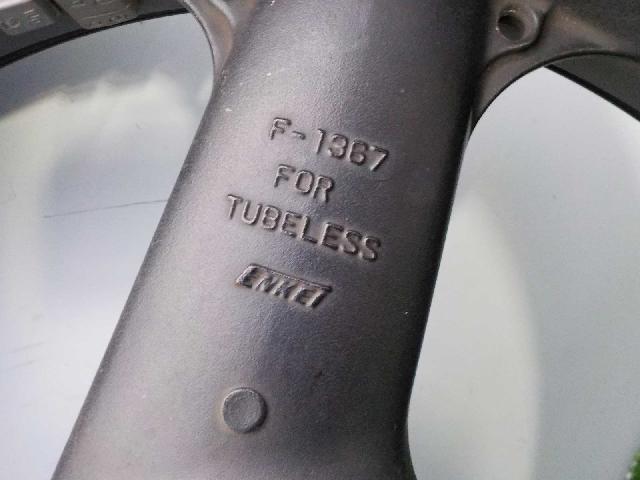 F-1367
FOR
TUBELESS
ENKEI